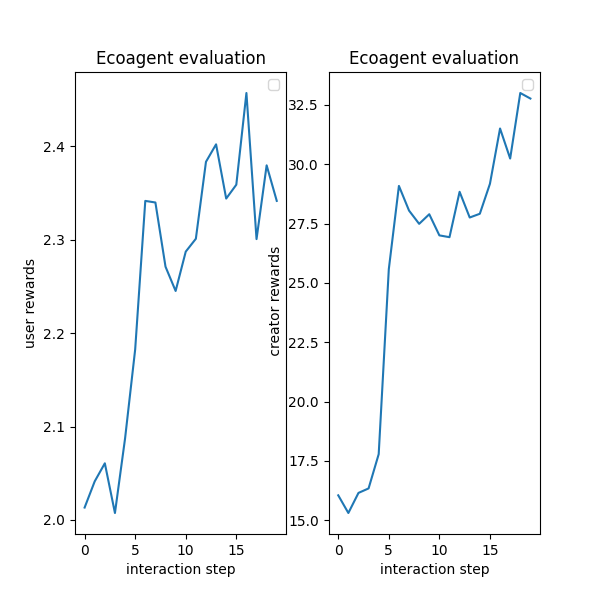 Ecoagent evaluation
user rewards
2.4
2.3
2.2
2.1
2.0
0 5 10 15
interaction step
Ecoagent evaluation
creator rewards
32.5
30.0
27.5
25.0
22.5
20.0
17.5
15.0
0 5 10 15
interaction step